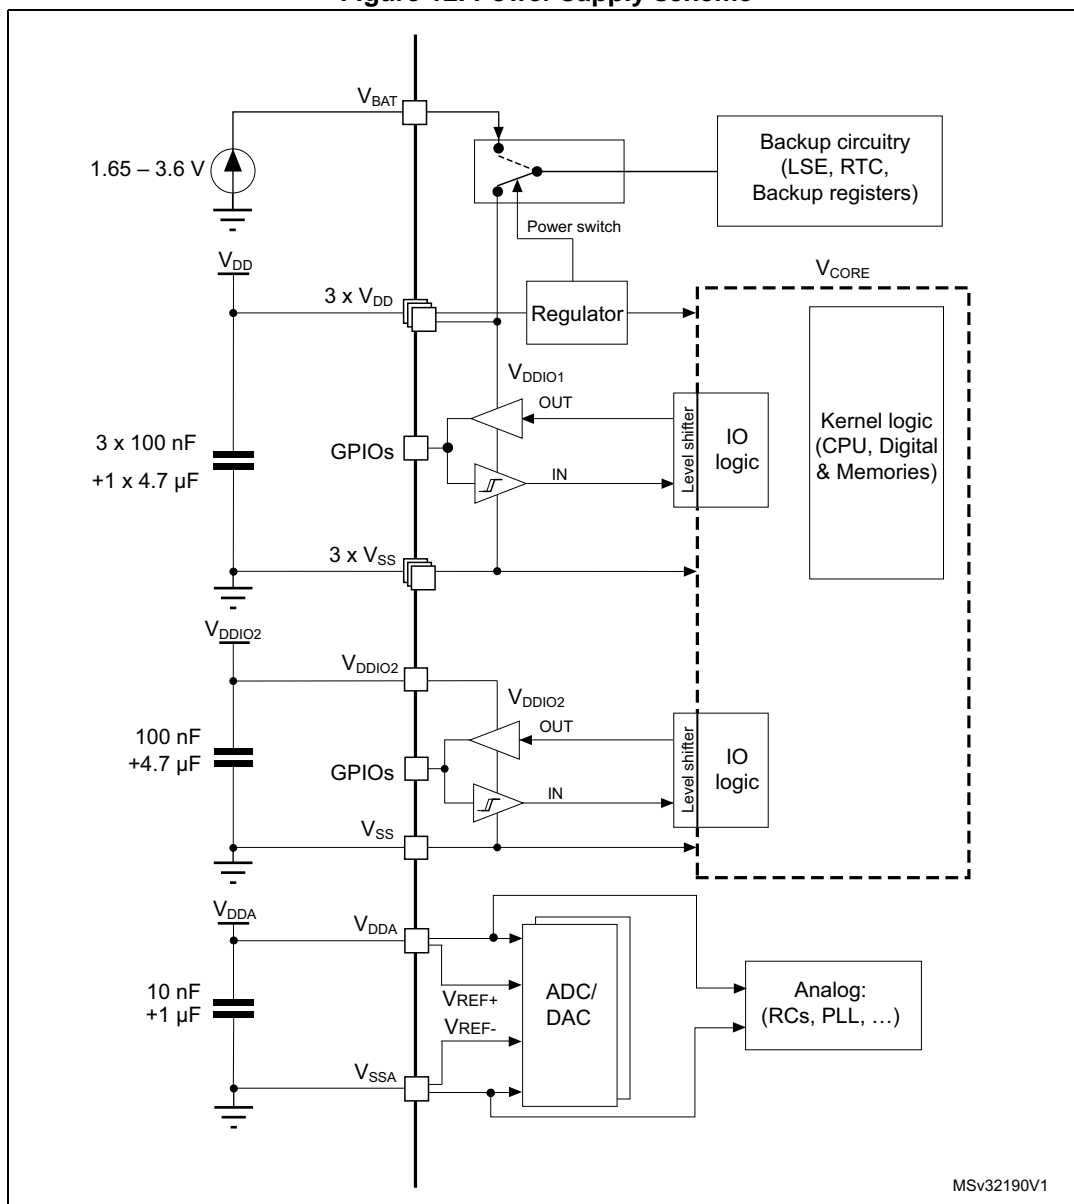 Figure 12. Power supply scheme
VBAT
1.65 – 3.6 V
Backup circuitry
(LSE, RTC,
Backup registers)
Power switch
VDD
VCORE
3 x VDD
Regulator
VDDIO1
OUT
Level shifter
IO
logic
Kernel logic
(CPU, Digital
& Memories)
3 x 100 nF
+1 x 4.7 µF
GPIOs
IN
3 x VSS
VDDIO2
VDDIO2
VDDIO2
OUT
Level shifter
IO
logic
100 nF
+4.7 µF
GPIOs
IN
VSS
VDDA
VDDA
10 nF
+1 µF
VREF+
VREF-
ADC/
DAC
Analog:
(RCs, PLL, …)
VSSA
MSv32190V1